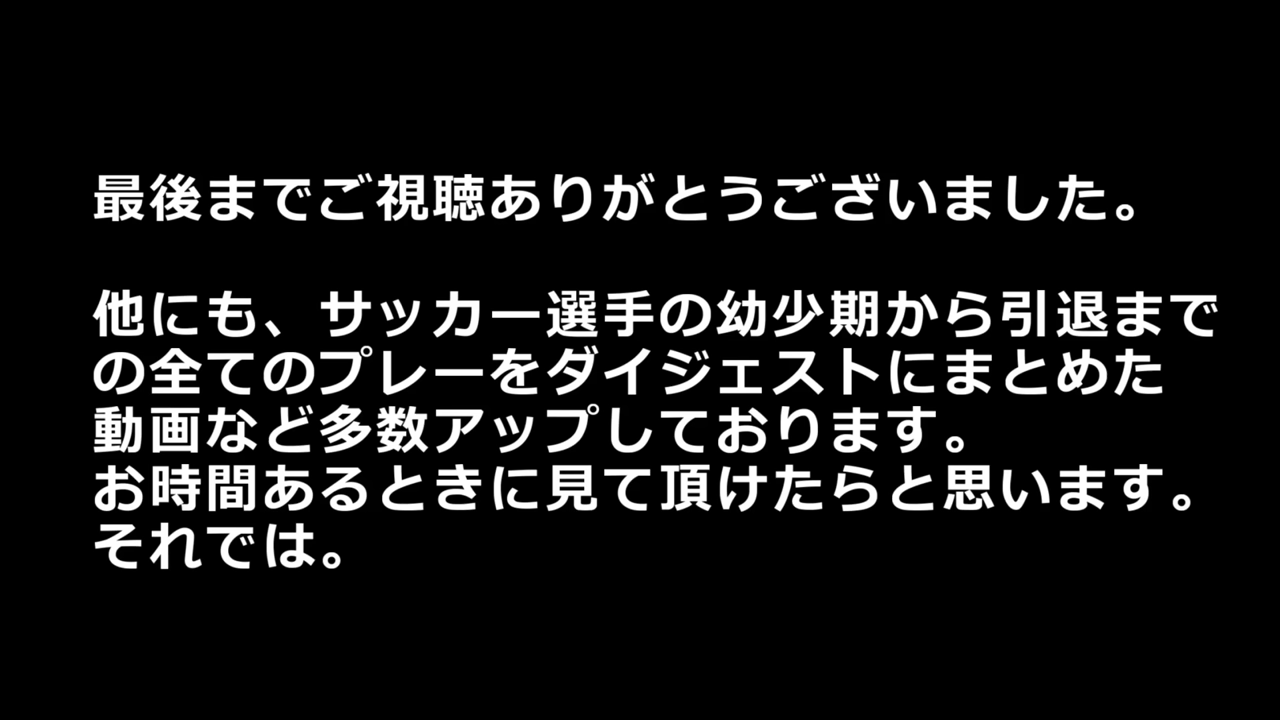 最後までご視聴ありがとうございました。
他にも、サッカー選手の幼少期から引退まで
の全てのプレーをダイジェストにまとめた
動画など多数アップしております。
お時間あるときに見て頂けたらと思います。
それでは。